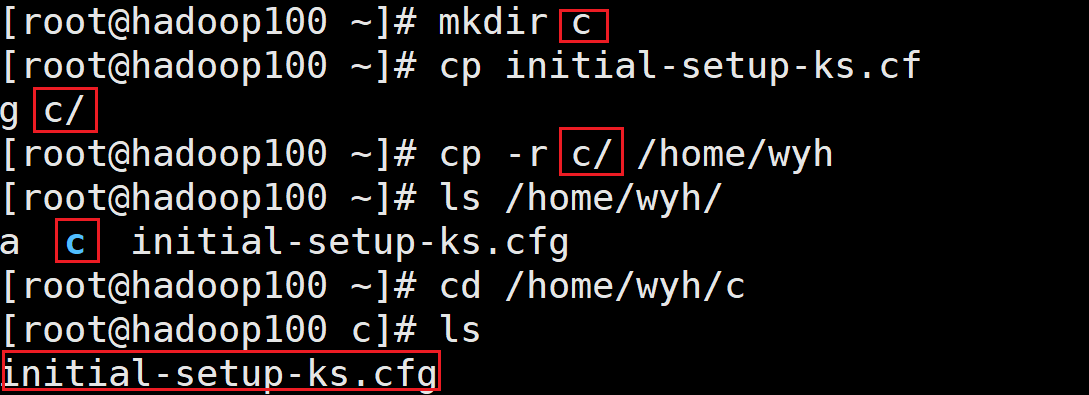 [root@hadoop100 ~]# mkdir c
[root@hadoop100 ~]# cp initial-setup-ks.cf
g c/
[root@hadoop100 ~]# cp -r c/ /home/wyh
[root@hadoop100 ~]# ls /home/wyh/
a  c  initial-setup-ks.cfg
[root@hadoop100 ~]# cd /home/wyh/c
[root@hadoop100 c]# ls
initial-setup-ks.cfg